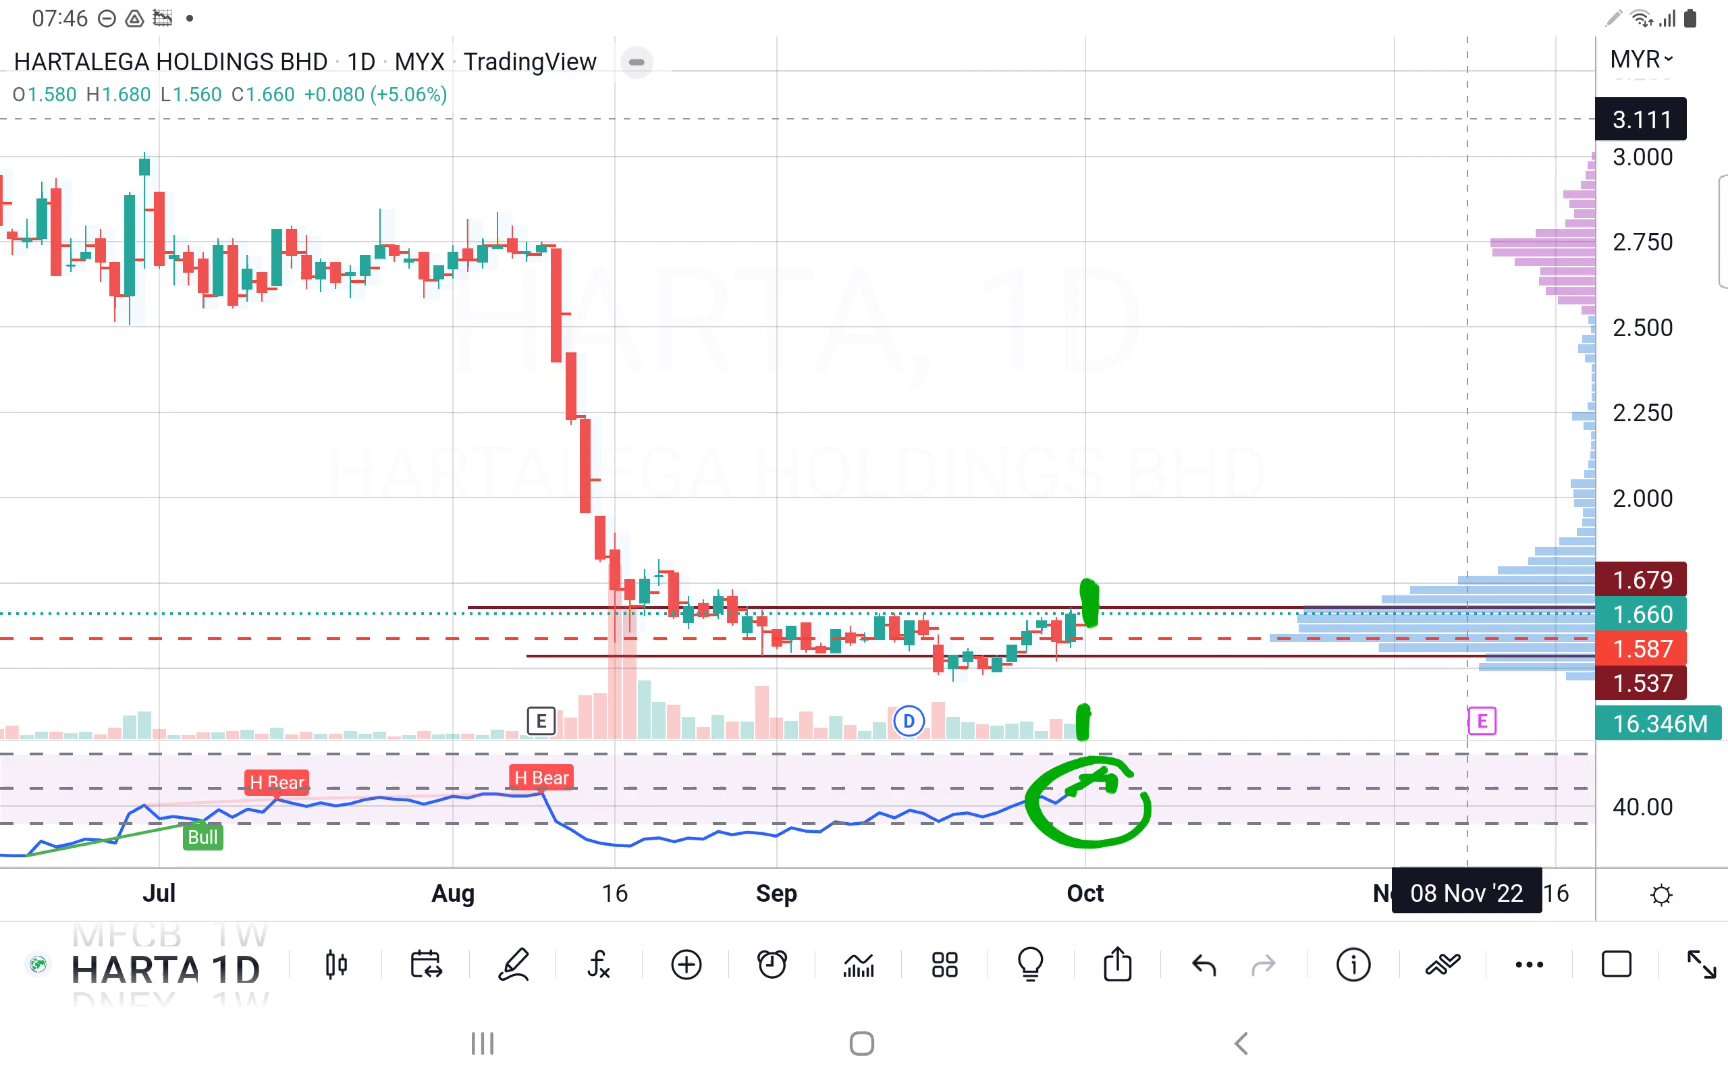 07:46
HARTALEGA HOLDINGS BHD · 1D · MYX · TradingView
MYR
O1.580 H1.680 L1.560 C1.660 +0.080 (+5.06%)
3.111
3.000
2.750
HARTA, 1D
2.500
2.250
HARTALEGA HOLDINGS BHD
2.000
1.679
1.660
1.587
1.537
E
D
E
16.346M
H Bear
H Bear
Bull
40.00
Jul
Aug
16
Sep
Oct
08 Nov '22
16
MFCB 1W
HARTA 1D
DNEX 1W